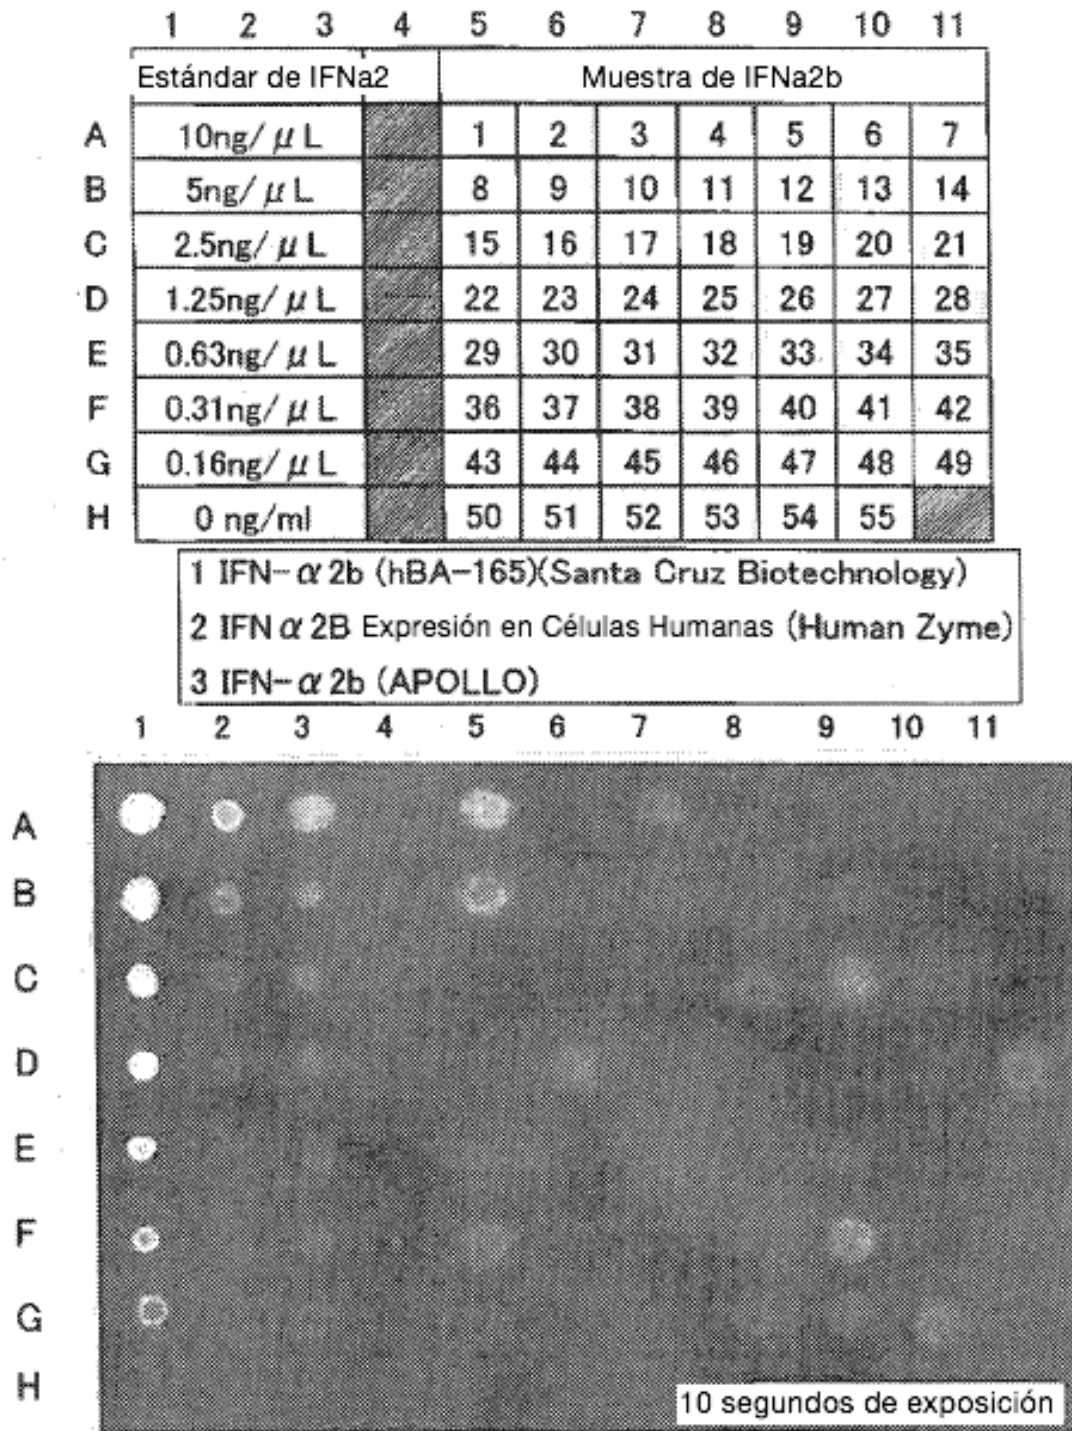 1 2 3 4 5 6 7 8 9 10 11
Estándar de IFNa2 Muestra de IFNa2b
A 10ng/μL 1 2 3 4 5 6 7
B 5ng/μL 8 9 10 11 12 13 14
C 2.5ng/μL 15 16 17 18 19 20 21
D 1.25ng/μL 22 23 24 25 26 27 28
E 0.63ng/μL 29 30 31 32 33 34 35
F 0.31ng/μL 36 37 38 39 40 41 42
G 0.16ng/μL 43 44 45 46 47 48 49
H 0 ng/ml 50 51 52 53 54 55
1 IFN-α2b (hBA-165)(Santa Cruz Biotechnology)
2 IFNα2B Expresión en Células Humanas (Human Zyme)
3 IFN-α2b (APOLLO)
1 2 3 4 5 6 7 8 9 10 11
A
B
C
D
E
F
G
H
10 segundos de exposición